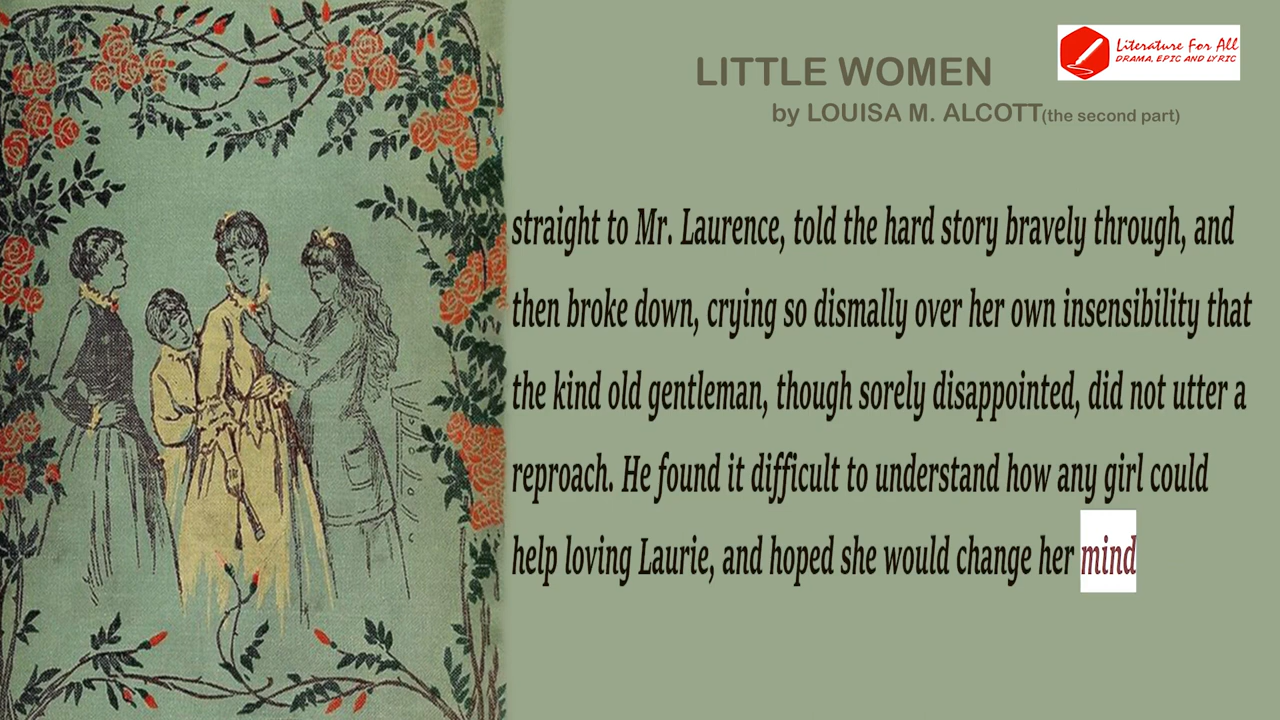 LITTLE WOMEN
by LOUISA M. ALCOTT(the second part)
Literature For All
DRAMA, EPIC AND LYRIC
straight to Mr. Laurence, told the hard story bravely through, and
then broke down, crying so dismally over her own insensibility that
the kind old gentleman, though sorely disappointed, did not utter a
reproach. He found it difficult to understand how any girl could
help loving Laurie, and hoped she would change her mind